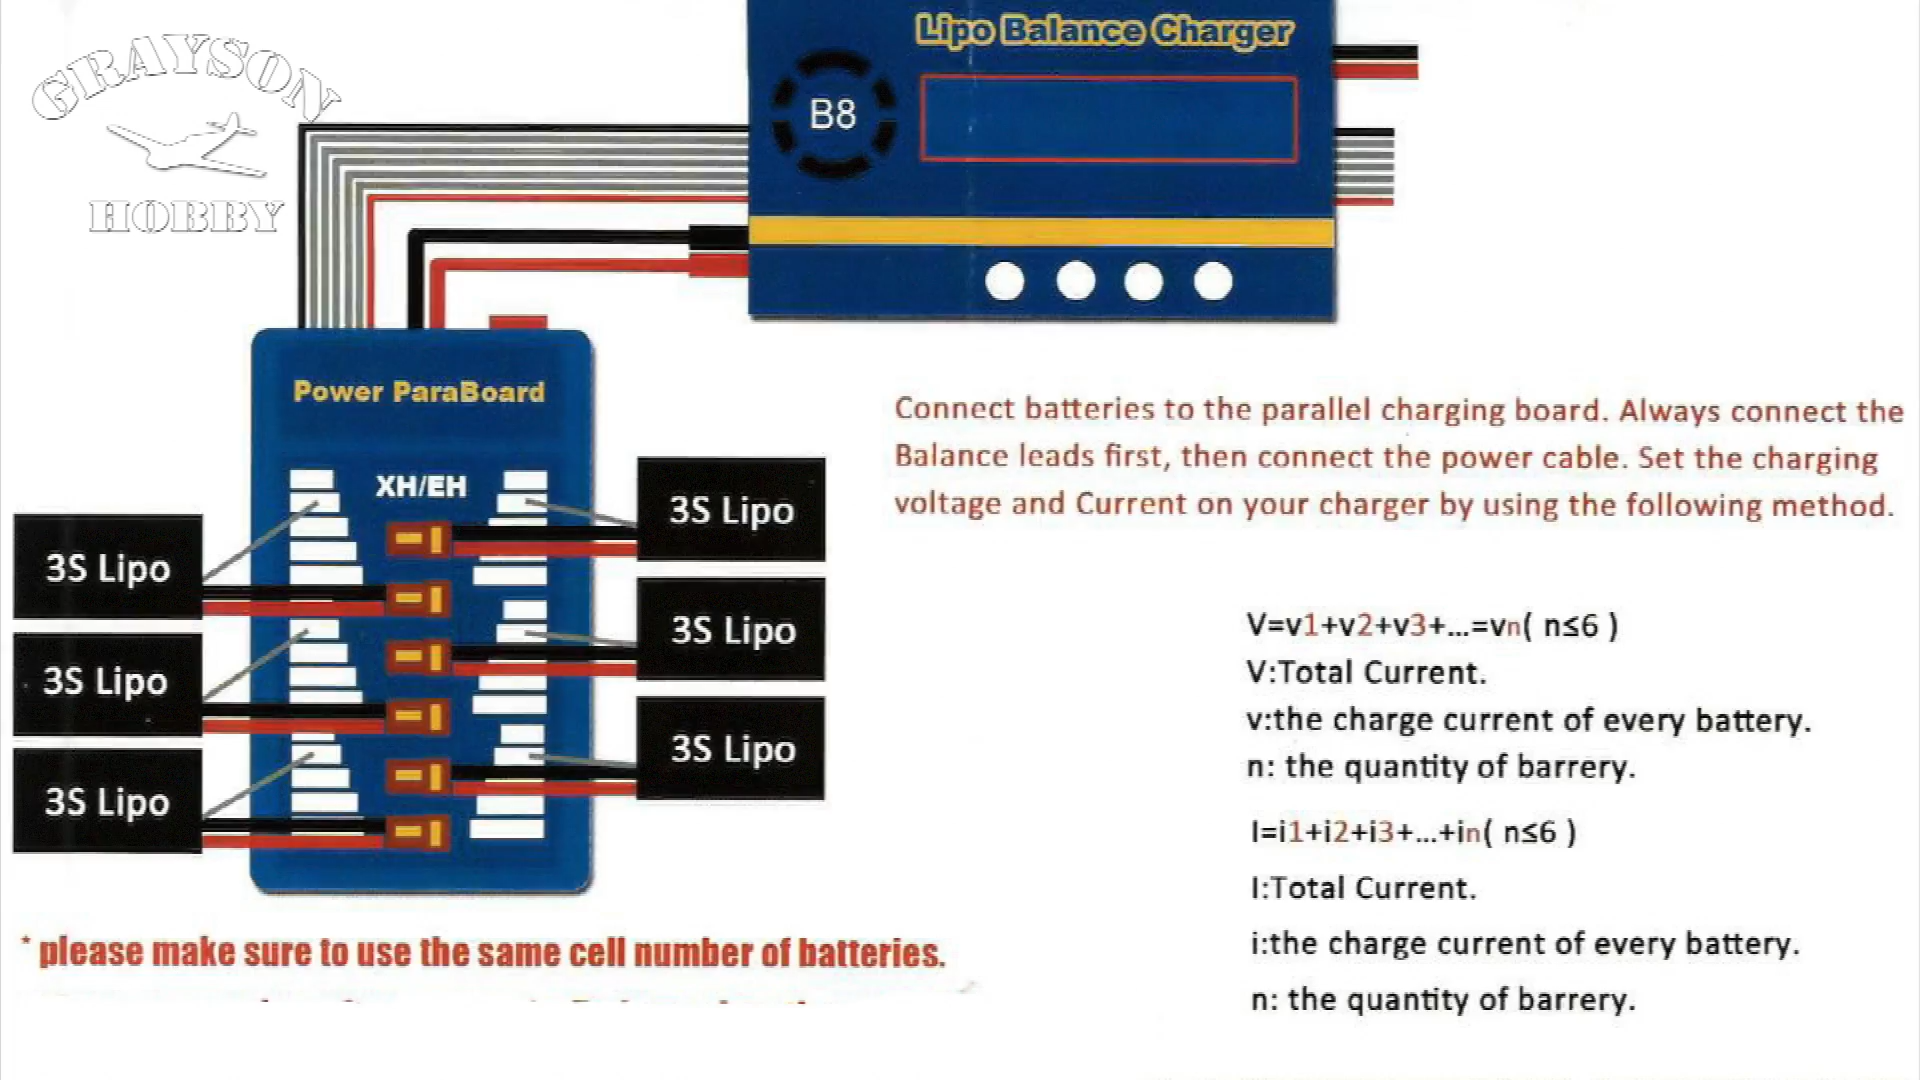 GRAYSON
HOBBY
Lipo Balance Charger
B8
Power ParaBoard
XH/EH
3S Lipo
3S Lipo
3S Lipo
3S Lipo
3S Lipo
3S Lipo
Connect batteries to the parallel charging board. Always connect the
Balance leads first, then connect the power cable. Set the charging
voltage and Current on your charger by using the following method.
V=v1+v2+v3+...=vn( n≤6 )
V:Total Current.
v:the charge current of every battery.
n: the quantity of barrery.
I=i1+i2+i3+...+in( n≤6 )
I:Total Current.
i:the charge current of every battery.
n: the quantity of barrery.
* please make sure to use the same cell number of batteries.